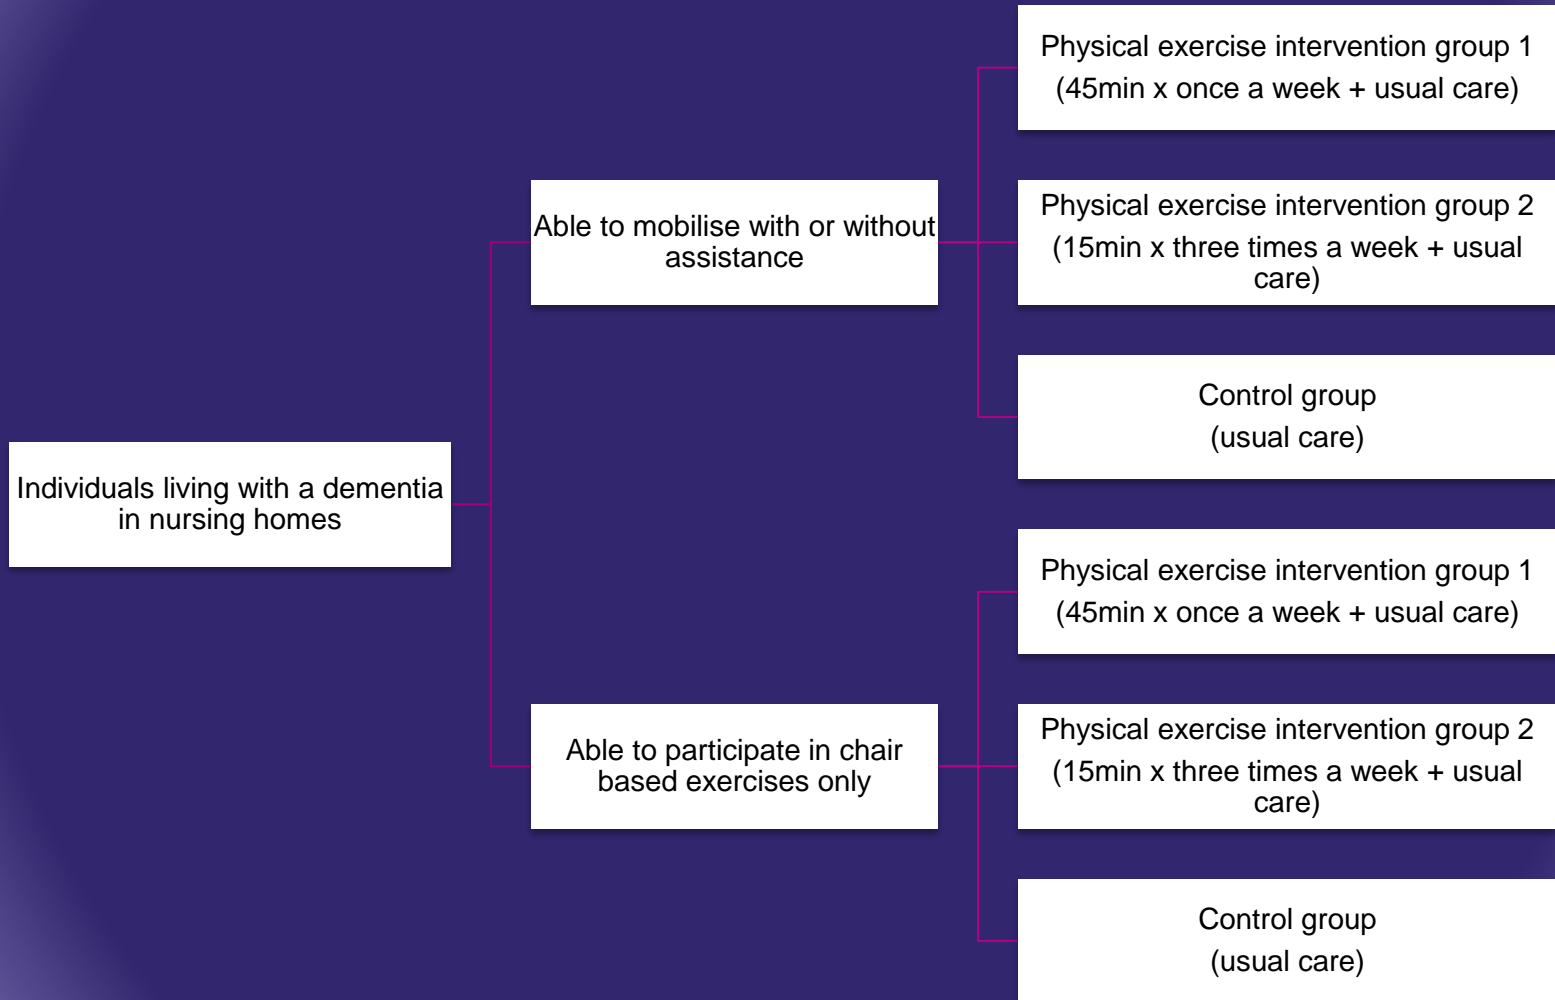 Individuals living with a dementia
in nursing homes
Able to mobilise with or without
assistance
Physical exercise intervention group 1
(45min x once a week + usual care)
Physical exercise intervention group 2
(15min x three times a week + usual
care)
Control group
(usual care)
Able to participate in chair
based exercises only
Physical exercise intervention group 1
(45min x once a week + usual care)
Physical exercise intervention group 2
(15min x three times a week + usual
care)
Control group
(usual care)